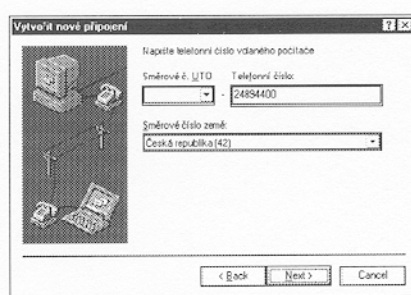 Vytvořit nové připojení
Napište telefonní číslo volaného počítače
Směrové č. UTO Telefonní číslo:
- 24894400
Směrové číslo země:
Česká republika (42)
< Back Next > Cancel